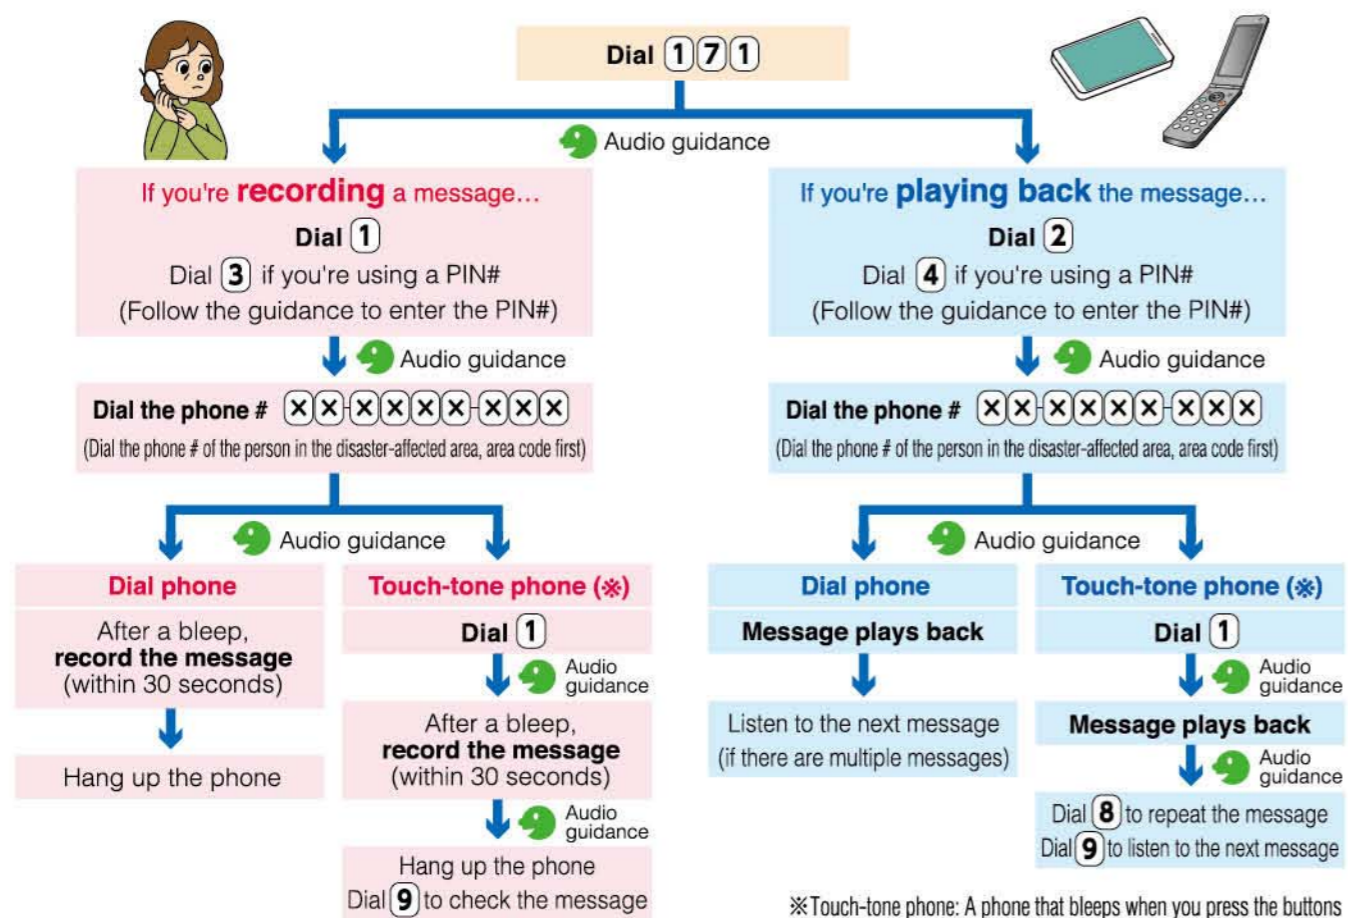 Dial 1 7 1
Audio guidance
If you're recording a message…
Dial 1
Dial 3 if you're using a PIN#
(Follow the guidance to enter the PIN#)
Audio guidance
Dial the phone # XX-XXXX-XXX
(Dial the phone # of the person in the disaster-affected area, area code first)
Audio guidance
Dial phone
After a bleep,
record the message
(within 30 seconds)
Hang up the phone
Touch-tone phone (※)
Dial 1
Audio
guidance
After a bleep,
record the message
(within 30 seconds)
Audio
guidance
Hang up the phone
Dial 9 to check the message
If you're playing back the message…
Dial 2
Dial 4 if you're using a PIN#
(Follow the guidance to enter the PIN#)
Audio guidance
Dial the phone # XX-XXXX-XXX
(Dial the phone # of the person in the disaster-affected area, area code first)
Audio guidance
Dial phone
Message plays back
Listen to the next message
(if there are multiple messages)
Touch-tone phone (※)
Dial 1
Audio
guidance
Message plays back
Audio
guidance
Dial 8 to repeat the message
Dial 9 to listen to the next message
※Touch-tone phone: A phone that bleeps when you press the buttons